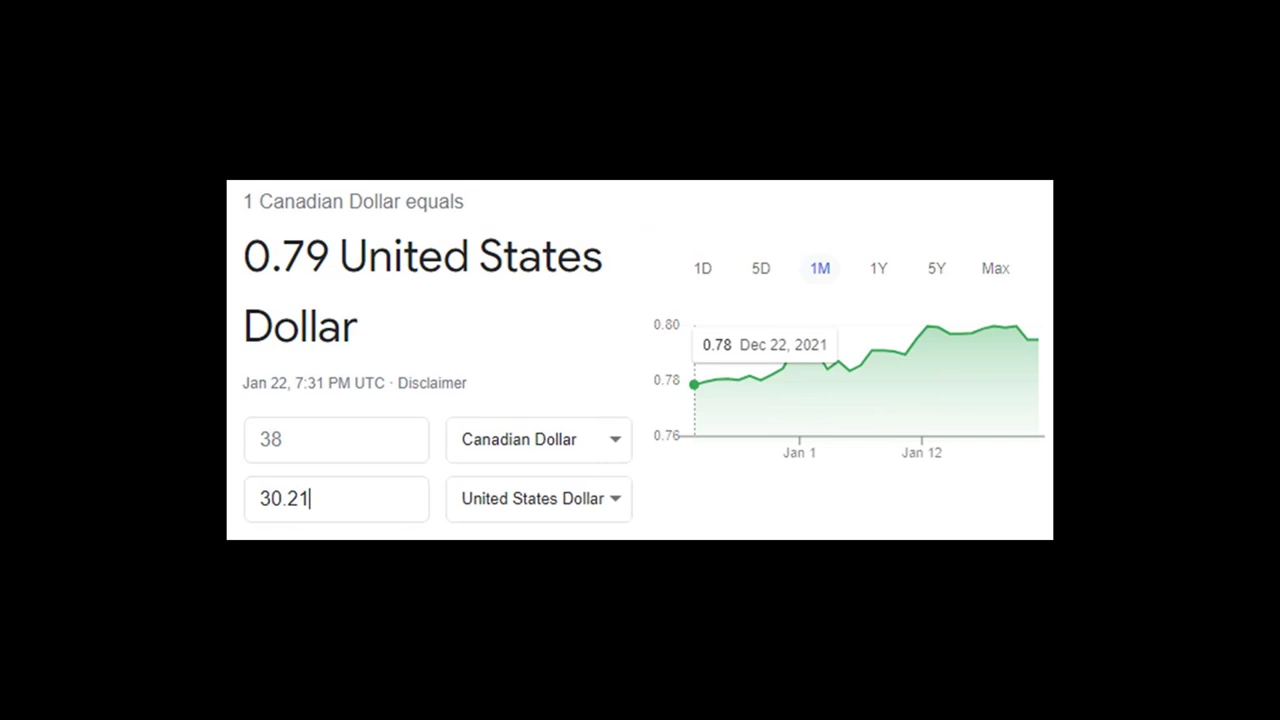 1 Canadian Dollar equals
0.79 United States
Dollar
Jan 22, 7:31 PM UTC · Disclaimer
38 Canadian Dollar
30.21 United States Dollar
1D 5D 1M 1Y 5Y Max
0.80
0.78 Dec 22, 2021
0.78
0.76
Jan 1 Jan 12